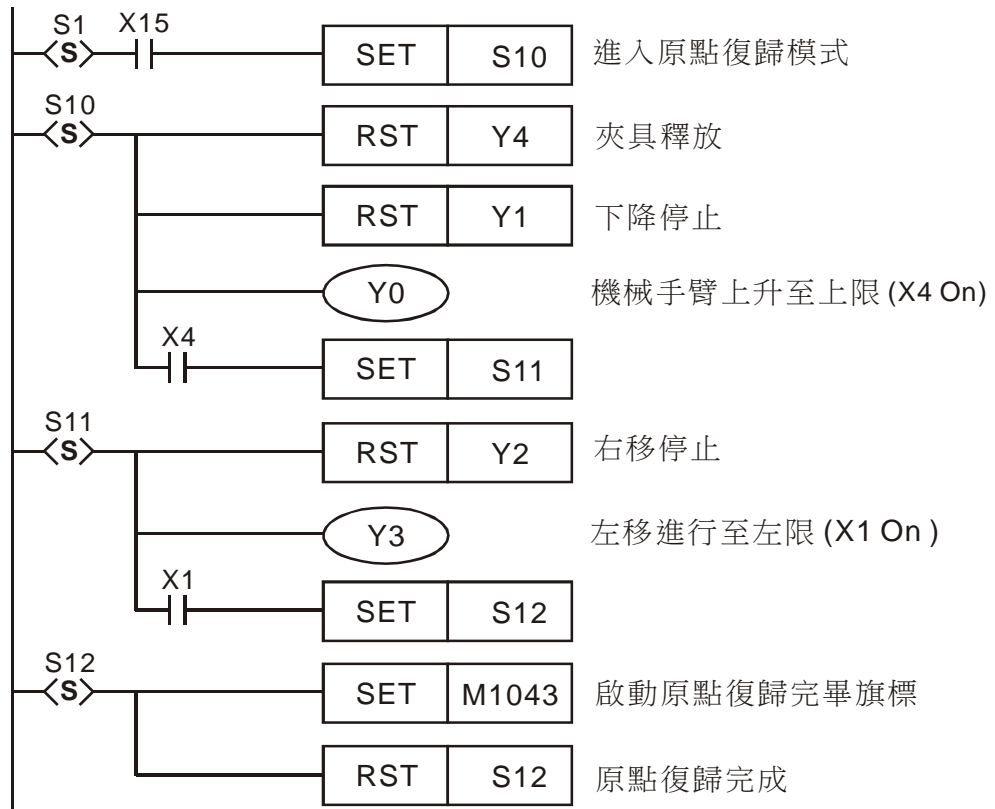 S1 X15
S SET S10 進入原點復歸模式
S10
S RST Y4 夾具釋放
RST Y1 下降停止
Y0 機械手臂上升至上限 (X4 On)
X4
SET S11
S11
S RST Y2 右移停止
Y3 左移進行至左限 (X1 On )
X1
SET S12
S12
S SET M1043 啟動原點復歸完畢旗標
RST S12 原點復歸完成